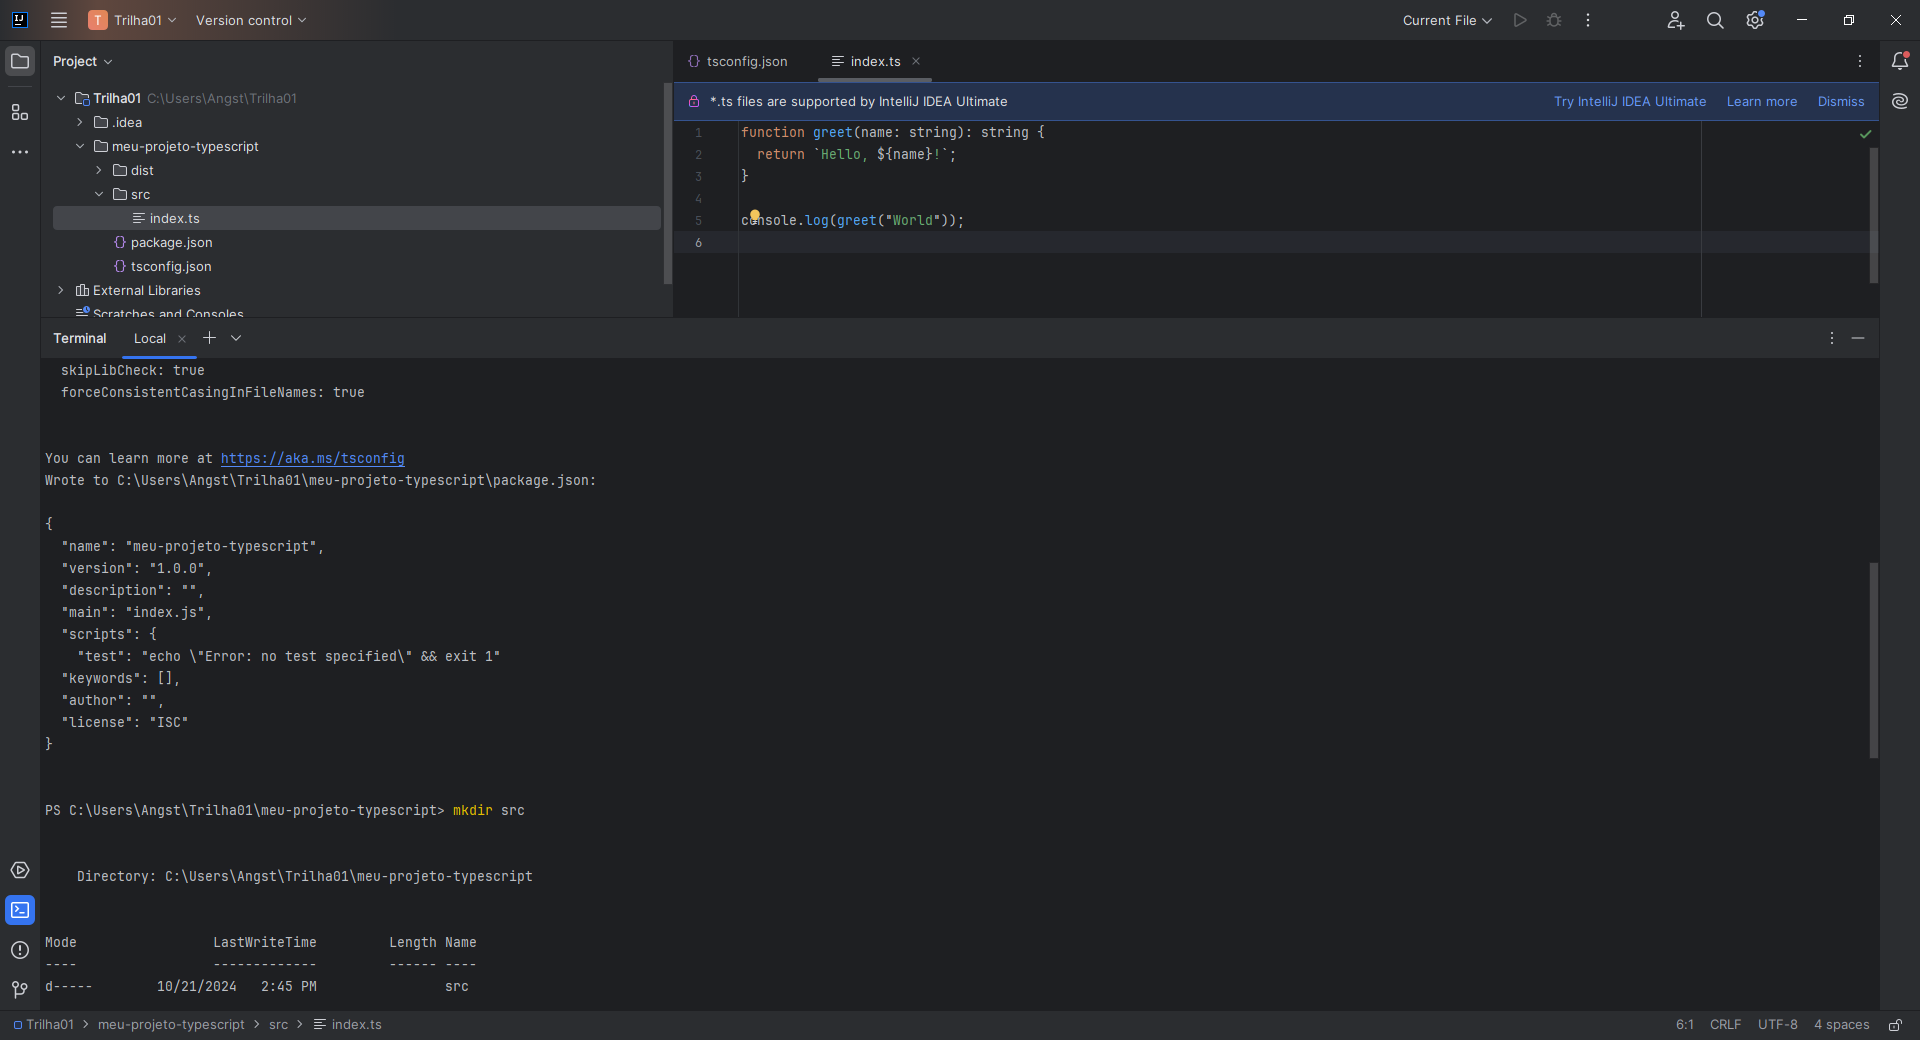 IJ T Trilha01 Version control Current File
Project
Trilha01 C:\Users\Angst\Trilha01
.idea
meu-projeto-typescript
dist
src
index.ts
package.json
tsconfig.json
External Libraries
Scratches and Consoles
tsconfig.json index.ts
*.ts files are supported by IntelliJ IDEA Ultimate Try IntelliJ IDEA Ultimate Learn more Dismiss
1 function greet(name: string): string {
2 return `Hello, ${name}!`;
3 }
4
5 console.log(greet("World"));
6
Terminal Local
skipLibCheck: true
forceConsistentCasingInFileNames: true
You can learn more at https://aka.ms/tsconfig
Wrote to C:\Users\Angst\Trilha01\meu-projeto-typescript\package.json:
{
"name": "meu-projeto-typescript",
"version": "1.0.0",
"description": "",
"main": "index.js",
"scripts": {
"test": "echo \"Error: no test specified\" && exit 1"
"keywords": [],
"author": "",
"license": "ISC"
}
PS C:\Users\Angst\Trilha01\meu-projeto-typescript> mkdir src
Directory: C:\Users\Angst\Trilha01\meu-projeto-typescript
Mode LastWriteTime Length Name
---- ------------- ------ ----
d----- 10/21/2024 2:45 PM src
Trilha01 > meu-projeto-typescript > src > index.ts 6:1 CRLF UTF-8 4 spaces